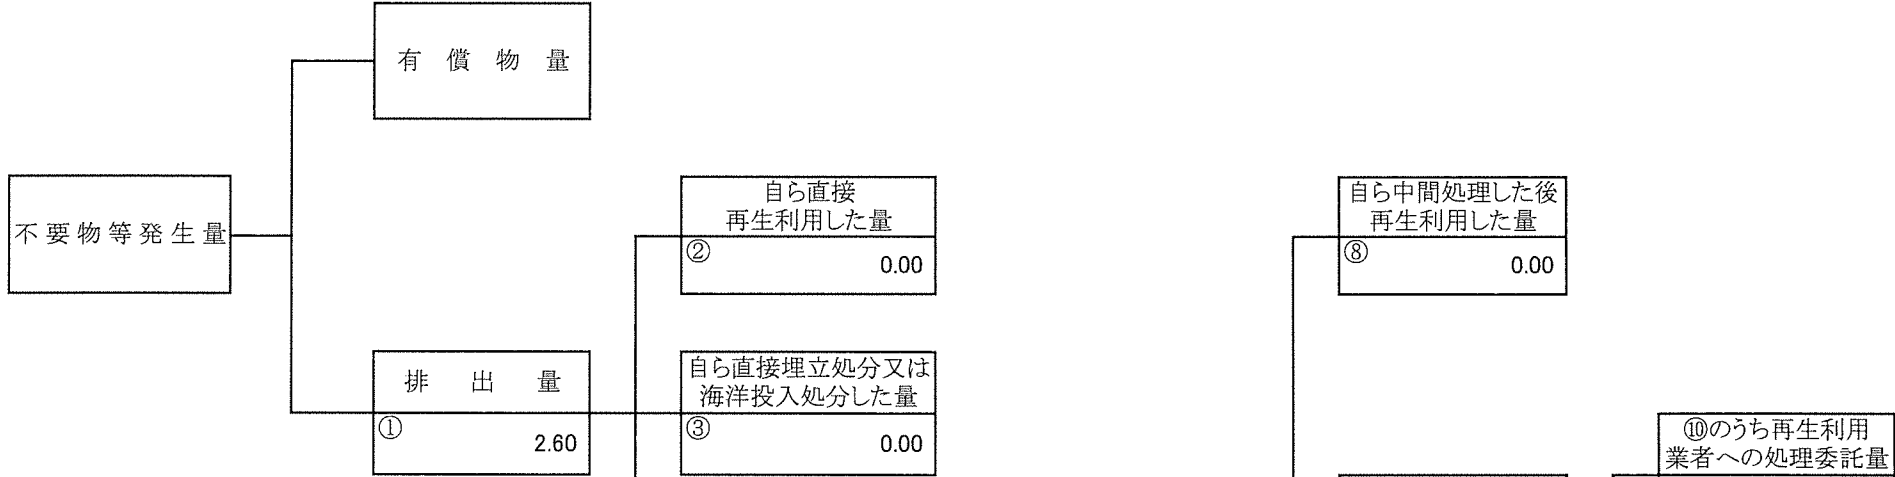 有償物量
不要物等発生量
自ら直接
再生利用した量
②
0.00
自ら中間処理した後
再生利用した量
⑧
0.00
排出量
①
2.60
自ら直接埋立処分又は
海洋投入処分した量
③
0.00
⑩のうち再生利用
業者への処理委託量